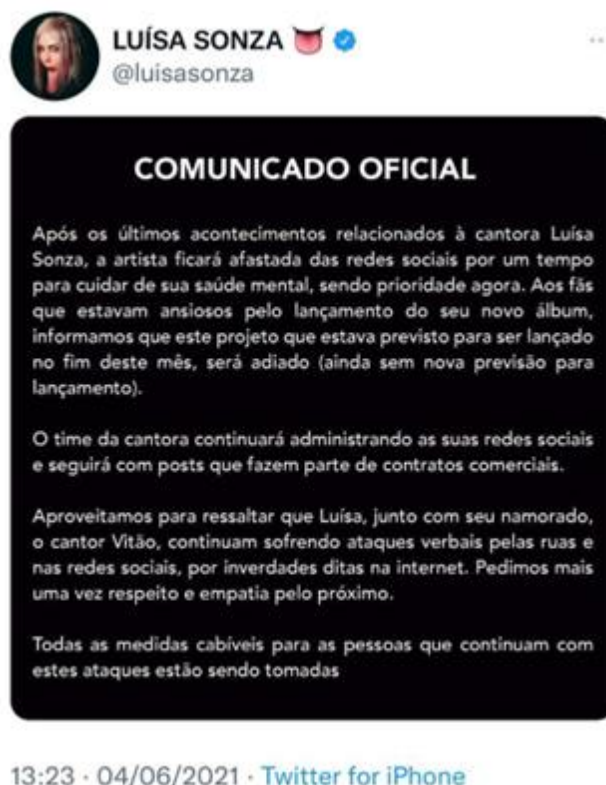 LUÍSA SONZA 👅
@luisasonza
COMUNICADO OFICIAL
Após os últimos acontecimentos relacionados à cantora Luísa
Sonza, a artista ficará afastada das redes sociais por um tempo
para cuidar de sua saúde mental, sendo prioridade agora. Aos fãs
que estavam ansiosos pelo lançamento do seu novo álbum,
informamos que este projeto que estava previsto para ser lançado
no fim deste mês, será adiado (ainda sem nova previsão para
lançamento).
O time da cantora continuará administrando as suas redes sociais
e seguirá com posts que fazem parte de contratos comerciais.
Aproveitamos para ressaltar que Luísa, junto com seu namorado,
o cantor Vitão, continuam sofrendo ataques verbais pelas ruas e
nas redes sociais, por inverdades ditas na internet. Pedimos mais
uma vez respeito e empatia pelo próximo.
Todas as medidas cabíveis para as pessoas que continuam com
estes ataques estão sendo tomadas
13:23 · 04/06/2021 · Twitter for iPhone